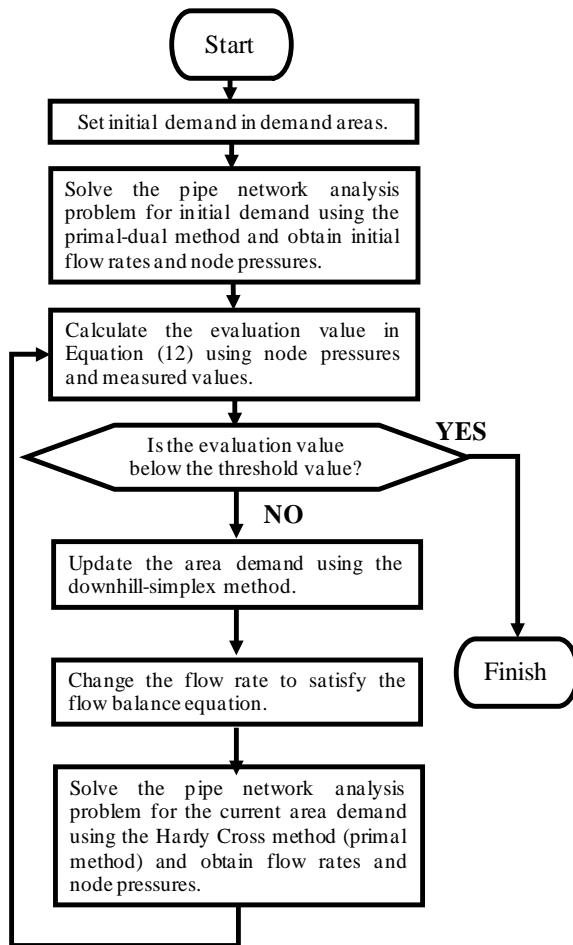 Start
Set initial demand in demand areas.
Solve the pipe network analysis
problem for initial demand using the
primal-dual method and obtain initial
flow rates and node pressures.
Calculate the evaluation value in
Equation (12) using node pressures
and measured values.
Is the evaluation value
below the threshold value?
YES
NO
Update the area demand using the
downhill-simplex method.
Change the flow rate to satisfy the
flow balance equation.
Finish
Solve the pipe network analysis
problem for the current area demand
using the Hardy Cross method (primal
method) and obtain flow rates and
node pressures.